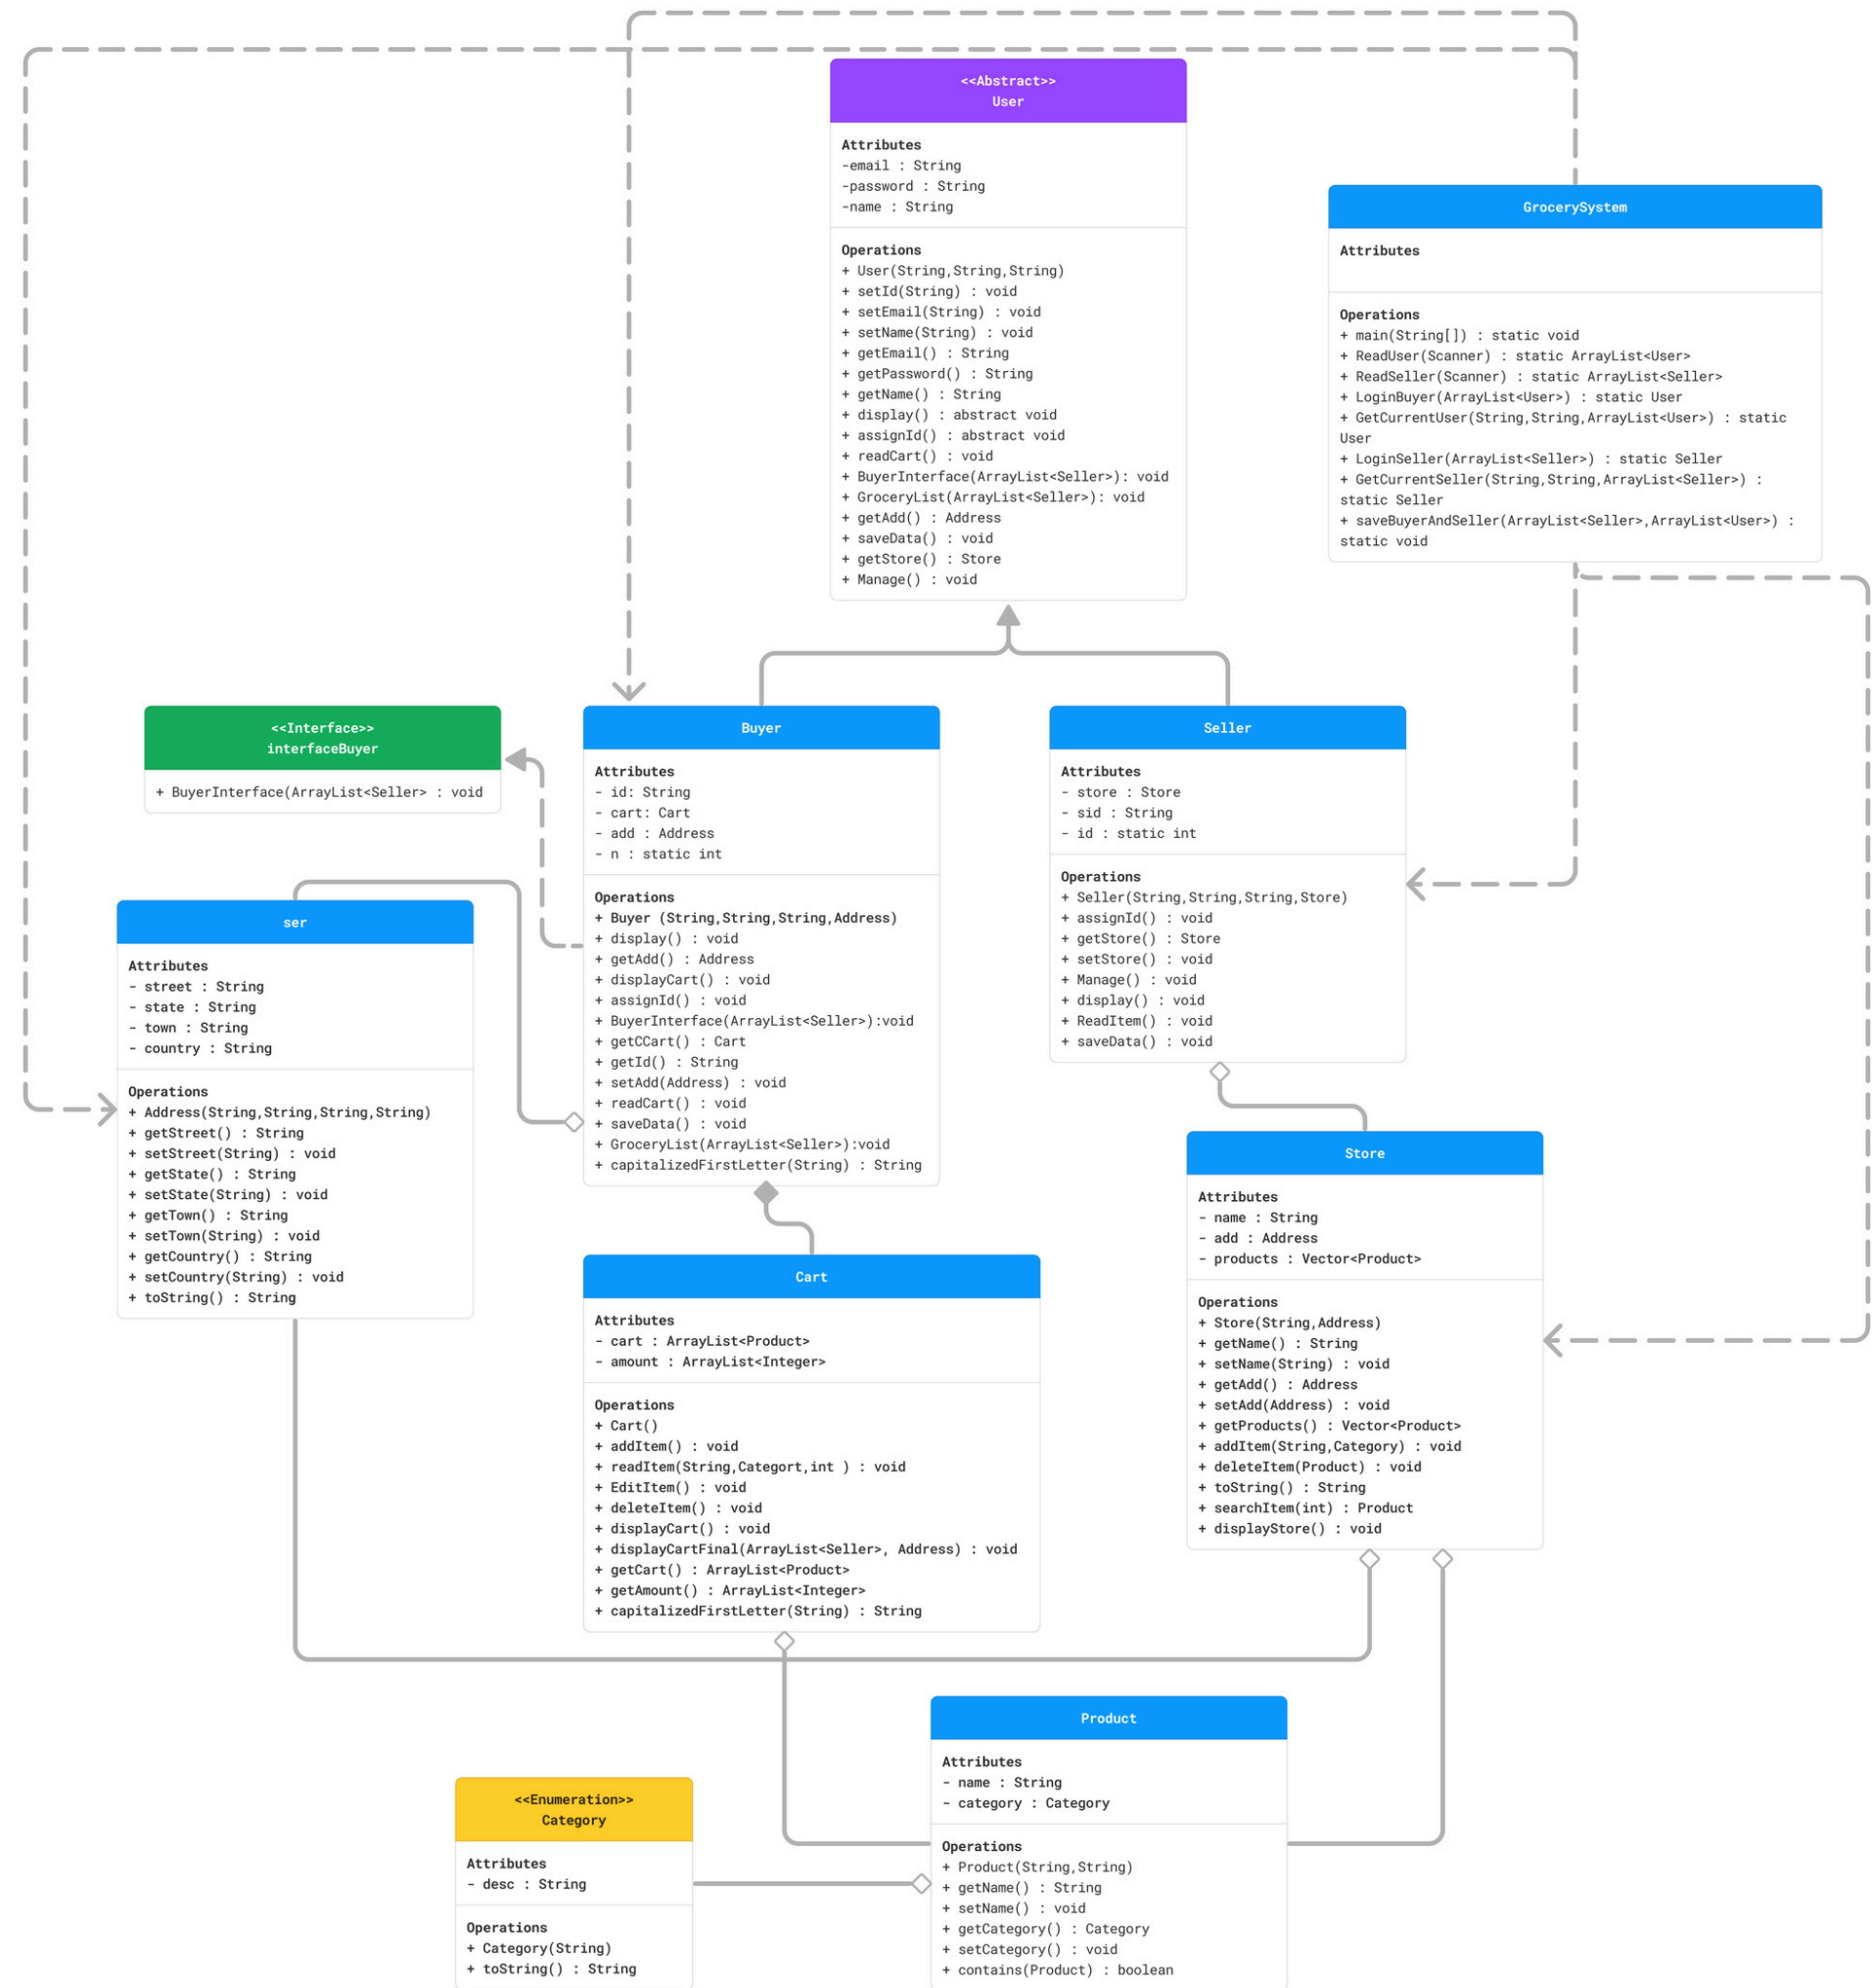 <<Abstract>>
User
Attributes
-email : String
-password : String
-name : String
Operations
+ User(String,String,String)
+ setId(String) : void
+ setEmail(String) : void
+ setName(String) : void
+ getEmail() : String
+ getPassword() : String
+ getName() : String
+ display() : abstract void
+ assignId() : abstract void
+ readCart() : void
+ BuyerInterface(ArrayList<Seller>): void
+ GroceryList(ArrayList<Seller>): void
+ getAdd() : Address
+ saveData() : void
+ getStore() : Store
+ Manage() : void
GrocerySystem
Attributes
Operations
+ main(String[]) : static void
+ ReadUser(Scanner) : static ArrayList<User>
+ ReadSeller(Scanner) : static ArrayList<Seller>
+ LoginBuyer(ArrayList<User>) : static User
+ GetCurrentUser(String,String,ArrayList<User>) : static
User
+ LoginSeller(ArrayList<Seller>) : static Seller
+ GetCurrentSeller(String,String,ArrayList<Seller>) :
static Seller
+ saveBuyerAndSeller(ArrayList<Seller>,ArrayList<User>) :
static void
<<Interface>>
interfaceBuyer
+ BuyerInterface(ArrayList<Seller> : void
Buyer
Attributes
- id: String
- cart: Cart
- add : Address
- n : static int
Operations
+ Buyer (String,String,String,Address)
+ display() : void
+ getAdd() : Address
+ displayCart() : void
+ assignId() : void
+ BuyerInterface(ArrayList<Seller>):void
+ getCCart() : Cart
+ getId() : String
+ setAdd(Address) : void
+ readCart() : void
+ saveData() : void
+ GroceryList(ArrayList<Seller>):void
+ capitalizedFirstLetter(String) : String
Seller
Attributes
- store : Store
- sid : String
- id : static int
Operations
+ Seller(String,String,String,Store)
+ assignId() : void
+ getStore() : Store
+ setStore() : void
+ Manage() : void
+ display() : void
+ ReadItem() : void
+ saveData() : void
ser
Attributes
- street : String
- state : String
- town : String
- country : String
Operations
+ Address(String,String,String,String)
+ getStreet() : String
+ setStreet(String) : void
+ getState() : String
+ setState(String) : void
+ getTown() : String
+ setTown(String) : void
+ getCountry() : String
+ setCountry(String) : void
+ toString() : String
Store
Attributes
- name : String
- add : Address
- products : Vector<Product>
Operations
+ Store(String,Address)
+ getName() : String
+ setName(String) : void
+ getAdd() : Address
+ setAdd(Address) : void
+ getProducts() : Vector<Product>
+ addItem(String,Category) : void
+ deleteItem(Product) : void
+ toString() : String
+ searchItem(int) : Product
+ displayStore() : void
Cart
Attributes
- cart : ArrayList<Product>
- amount : ArrayList<Integer>
Operations
+ Cart()
+ addItem() : void
+ readItem(String,Categort,int ) : void
+ EditItem() : void
+ deleteItem() : void
+ displayCart() : void
+ displayCartFinal(ArrayList<Seller>, Address) : void
+ getCart() : ArrayList<Product>
+ getAmount() : ArrayList<Integer>
+ capitalizedFirstLetter(String) : String
Product
Attributes
- name : String
- category : Category
Operations
+ Product(String,String)
+ getName() : String
+ setName() : void
+ getCategory() : Category
+ setCategory() : void
+ contains(Product) : boolean
<<Enumeration>>
Category
Attributes
- desc : String
Operations
+ Category(String)
+ toString() : String